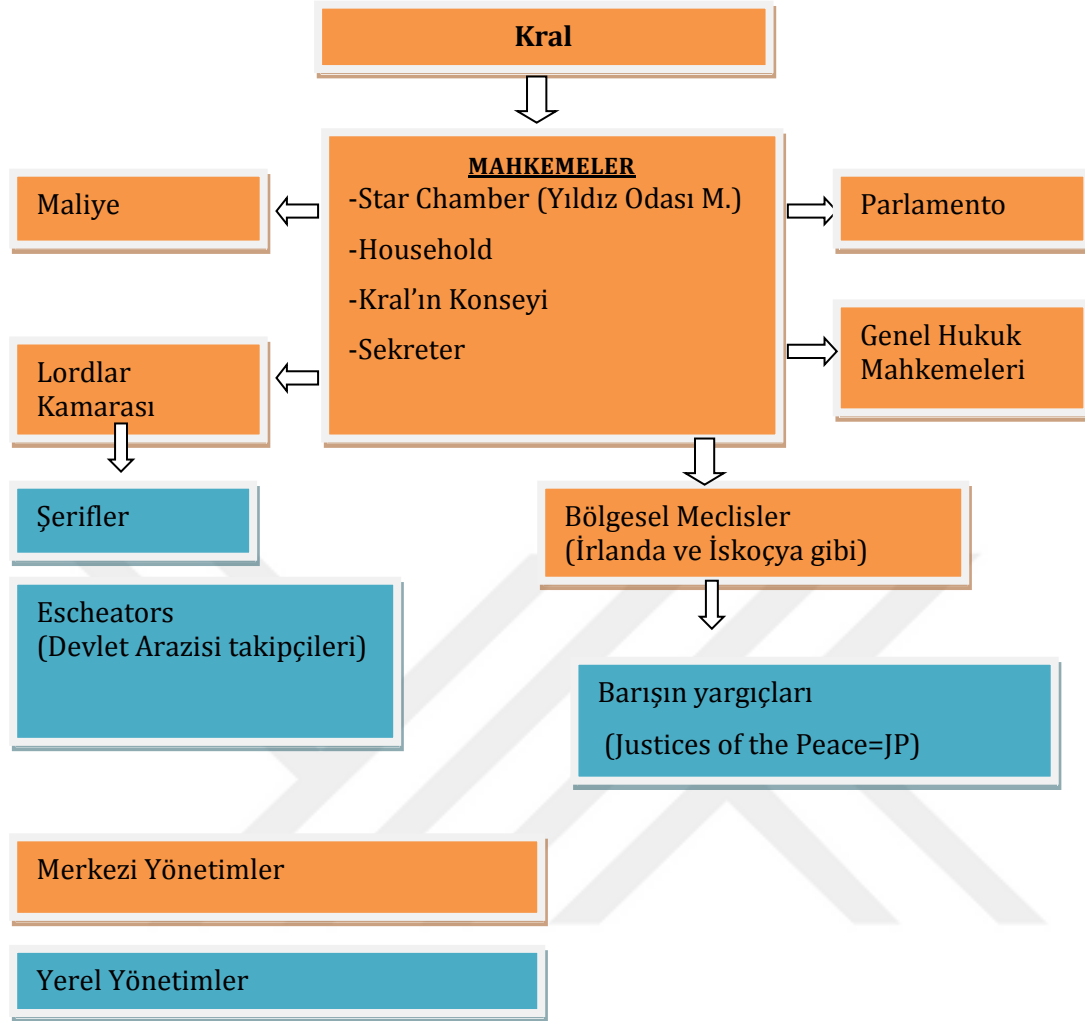 Kral
MAHKEMELER
-Star Chamber (Yıldız Odası M.)
-Household
-Kral’ın Konseyi
-Sekreter
Maliye
Parlamento
Lordlar
Kamarası
Genel Hukuk
Mahkemeleri
Şerifler
Bölgesel Meclisler
(İrlanda ve İskoçya gibi)
Escheators
(Devlet Arazisi takipçileri)
Barışın yargıçları
(Justices of the Peace=JP)
Merkezi Yönetimler
Yerel Yönetimler